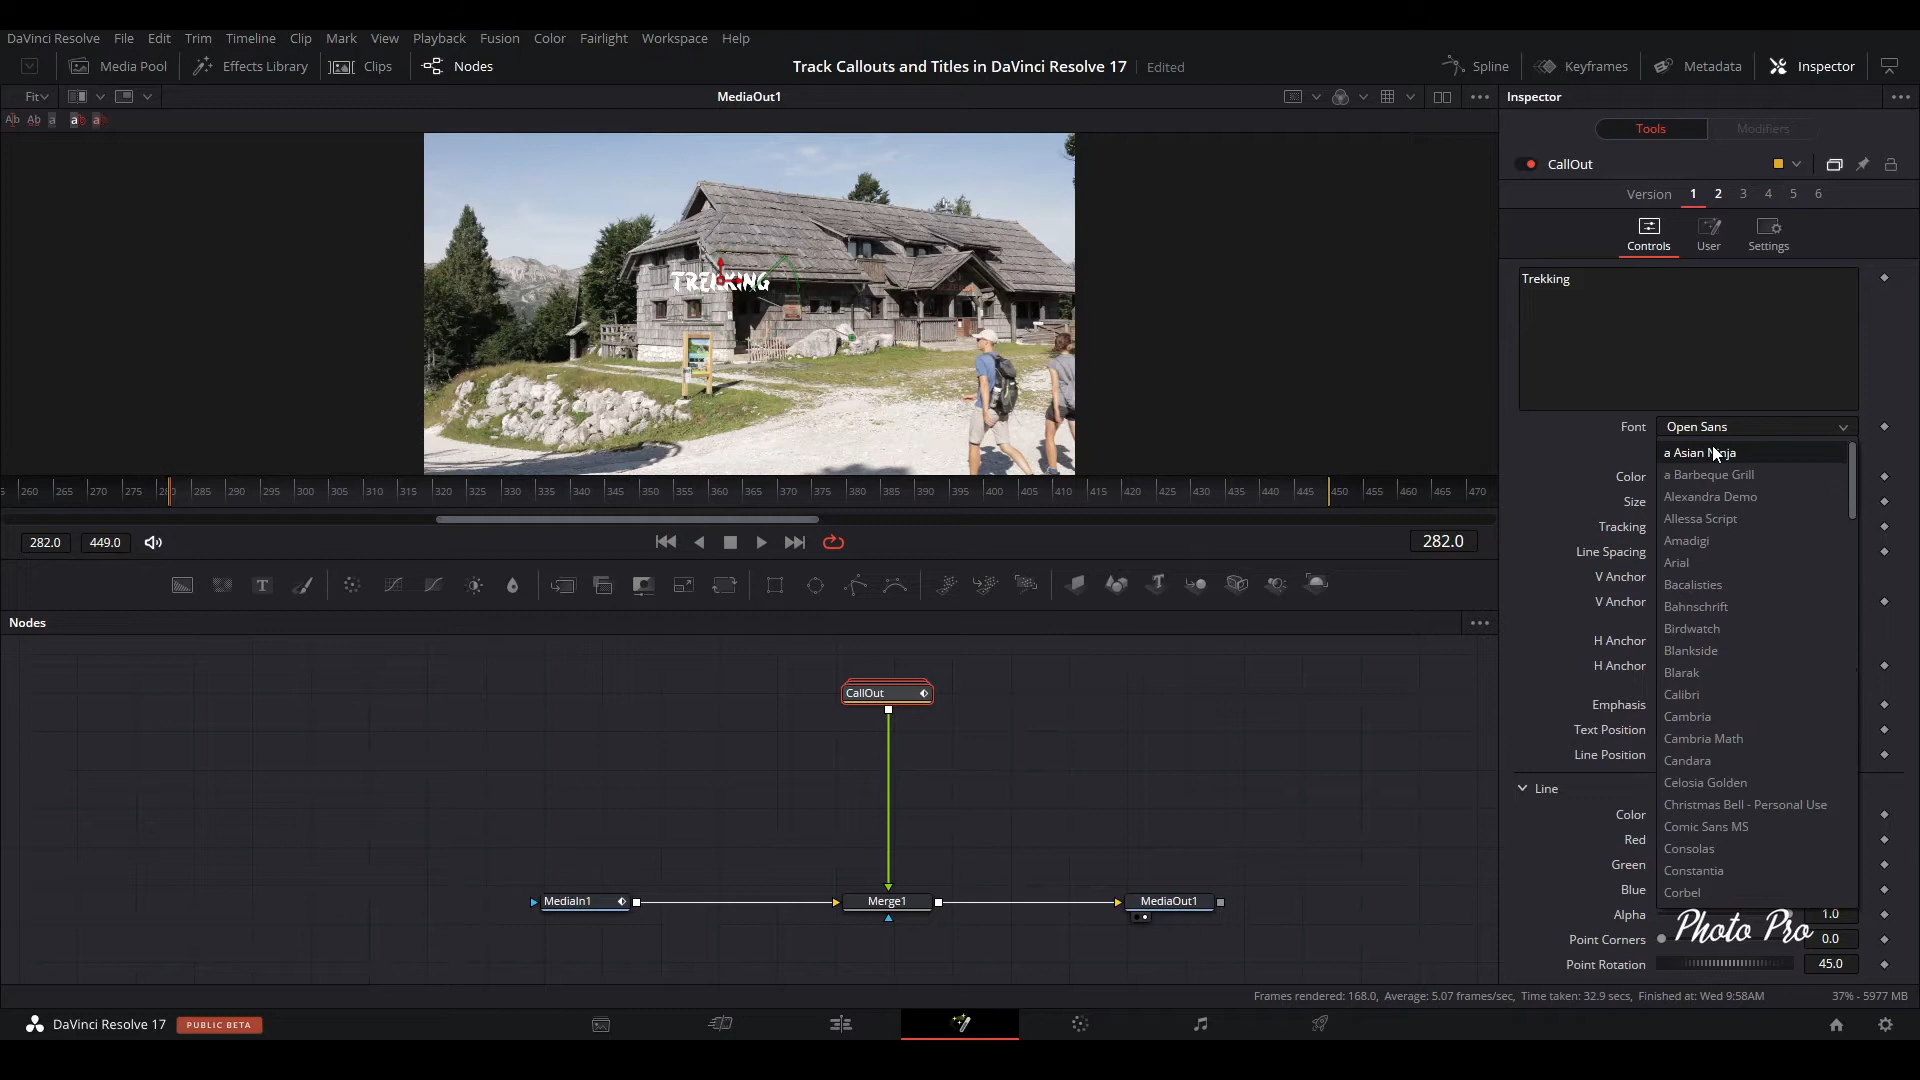 DaVinci Resolve File Edit Trim Timeline Clip Mark View Playback Fusion Color Fairlight Workspace Help
Media Pool Effects Library Clips Nodes Track Callouts and Titles in DaVinci Resolve 17 Edited Spline Keyframes Metadata Inspector
Fit MediaOut1 Inspector
Tools Modifiers
CallOut
Version 1 2 3 4 5 6
Controls User Settings
TREKKING
Trekking
Font Open Sans
a Asian Ninja
a Barbeque Grill
Alexandra Demo
Allessa Script
Amadigi
Arial
Bacalisties
Bahnschrift
Birdwatch
Blankside
Blarak
Calibri
Cambria
Cambria Math
Candara
Celosia Golden
Christmas Bell - Personal Use
Comic Sans MS
Consolas
Constantia
Corbel
Color
Size
Tracking
Line Spacing
V Anchor
V Anchor
H Anchor
H Anchor
Emphasis
Text Position
Line Position
Line
Color
Red
Green
Blue
Alpha 1.0
Point Corners 0.0
Point Rotation 45.0
Photo Pro
260 265 270 275 280 285 290 295 300 305 310 315 320 325 330 335 340 345 350 355 360 365 370 375 380 385 390 395 400 405 410 415 420 425 430 435 440 445 450 455 460 465 470
282.0 449.0 282.0
Nodes
CallOut
MediaIn1 Merge1 MediaOut1
Frames rendered: 168.0, Average: 5.07 frames/sec, Time taken: 32.9 secs, Finished at: Wed 9:58AM 37% - 5977 MB
DaVinci Resolve 17 PUBLIC BETA